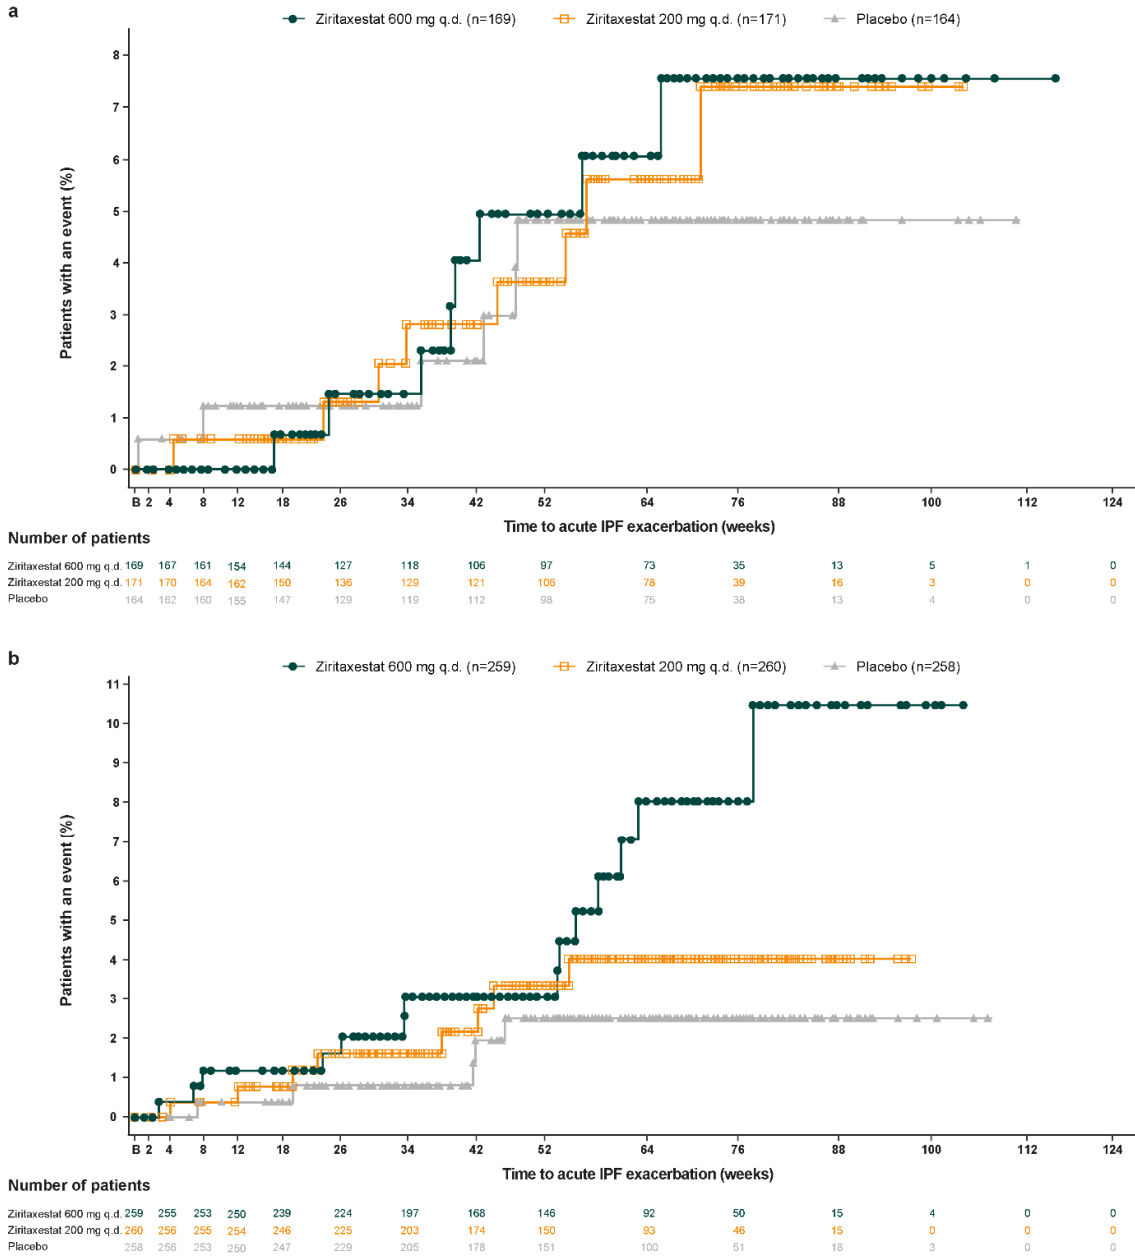 a
Ziritaxestat 600 mg q.d. (n=169) Ziritaxestat 200 mg q.d. (n=171) Placebo (n=164)
8
7
6
5
4
3
2
1
0
Patients with an event (%)
B 2 4 8 12 18 26 34 42 52 64 76 88 100 112 124
Time to acute IPF exacerbation (weeks)
Number of patients
Ziritaxestat 600 mg q.d. 169 167 161 154 144 127 118 106 97 73 35 13 5 1 0
Ziritaxestat 200 mg q.d. 171 170 164 162 150 136 129 121 106 78 39 16 3 0 0
Placebo 164 162 160 155 147 129 119 112 98 75 38 13 4 0 0
b
Ziritaxestat 600 mg q.d. (n=259) Ziritaxestat 200 mg q.d. (n=260) Placebo (n=258)
11
10
9
8
7
6
5
4
3
2
1
0
Patients with an event (%)
B 2 4 8 12 18 26 34 42 52 64 76 88 100 112 124
Time to acute IPF exacerbation (weeks)
Number of patients
Ziritaxestat 600 mg q.d. 259 255 253 250 239 224 197 168 146 92 50 15 4 0 0
Ziritaxestat 200 mg q.d. 260 256 255 254 246 225 203 174 150 93 46 15 0 0 0
Placebo 258 256 253 250 247 229 205 178 151 100 51 18 3 0 0